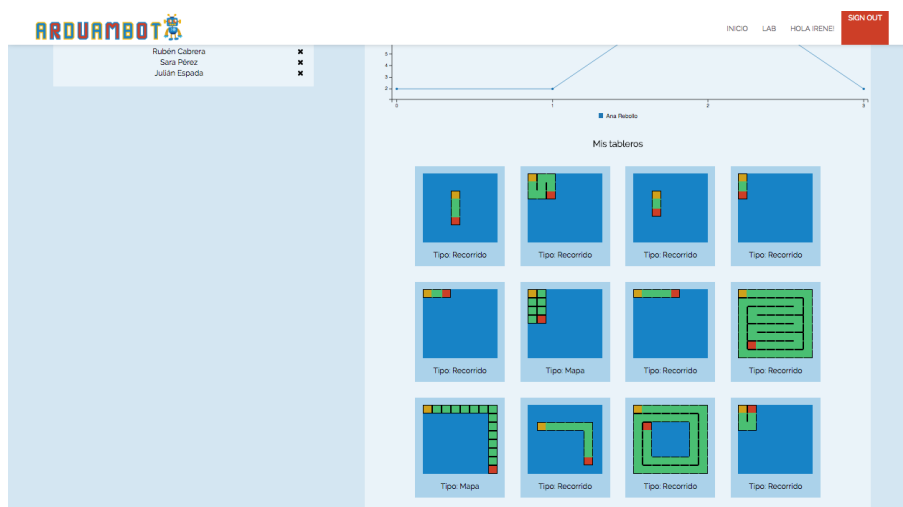 ARDUAMBOT
INICIO LAB HOLA IRENE! SIGN OUT
Rubén Cabrera ✖
Sara Pérez ✖
Julián Espada ✖
5
4
3
2
0 1 2 3
Ana Rebollo
Mis tableros
Tipo: Recorrido Tipo: Recorrido Tipo: Recorrido Tipo: Recorrido
Tipo: Recorrido Tipo: Mapa Tipo: Recorrido Tipo: Recorrido
Tipo: Mapa Tipo: Recorrido Tipo: Recorrido Tipo: Recorrido